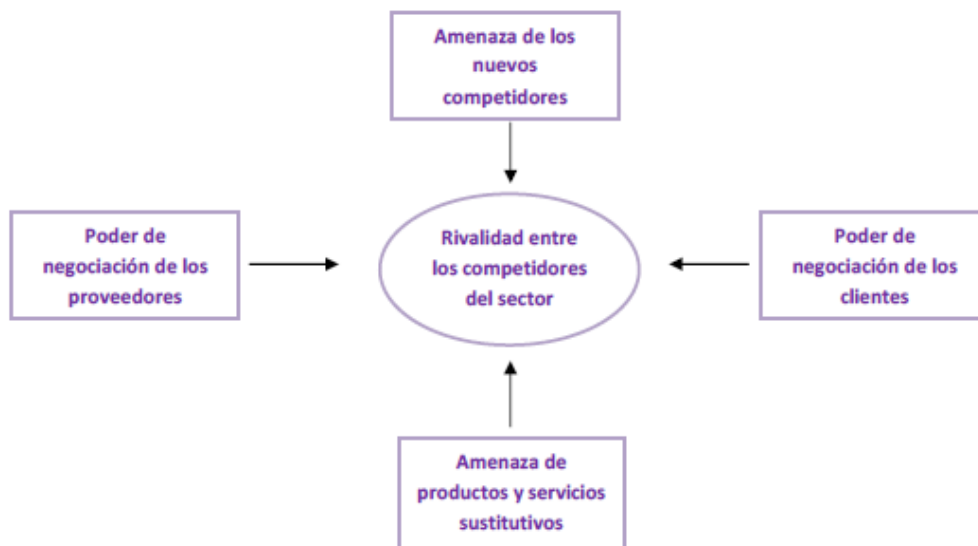 Amenaza de los
nuevos
competidores
Poder de
negociación de los
proveedores
Rivalidad entre
los competidores
del sector
Poder de
negociación de los
clientes
Amenaza de
productos y servicios
sustitutivos